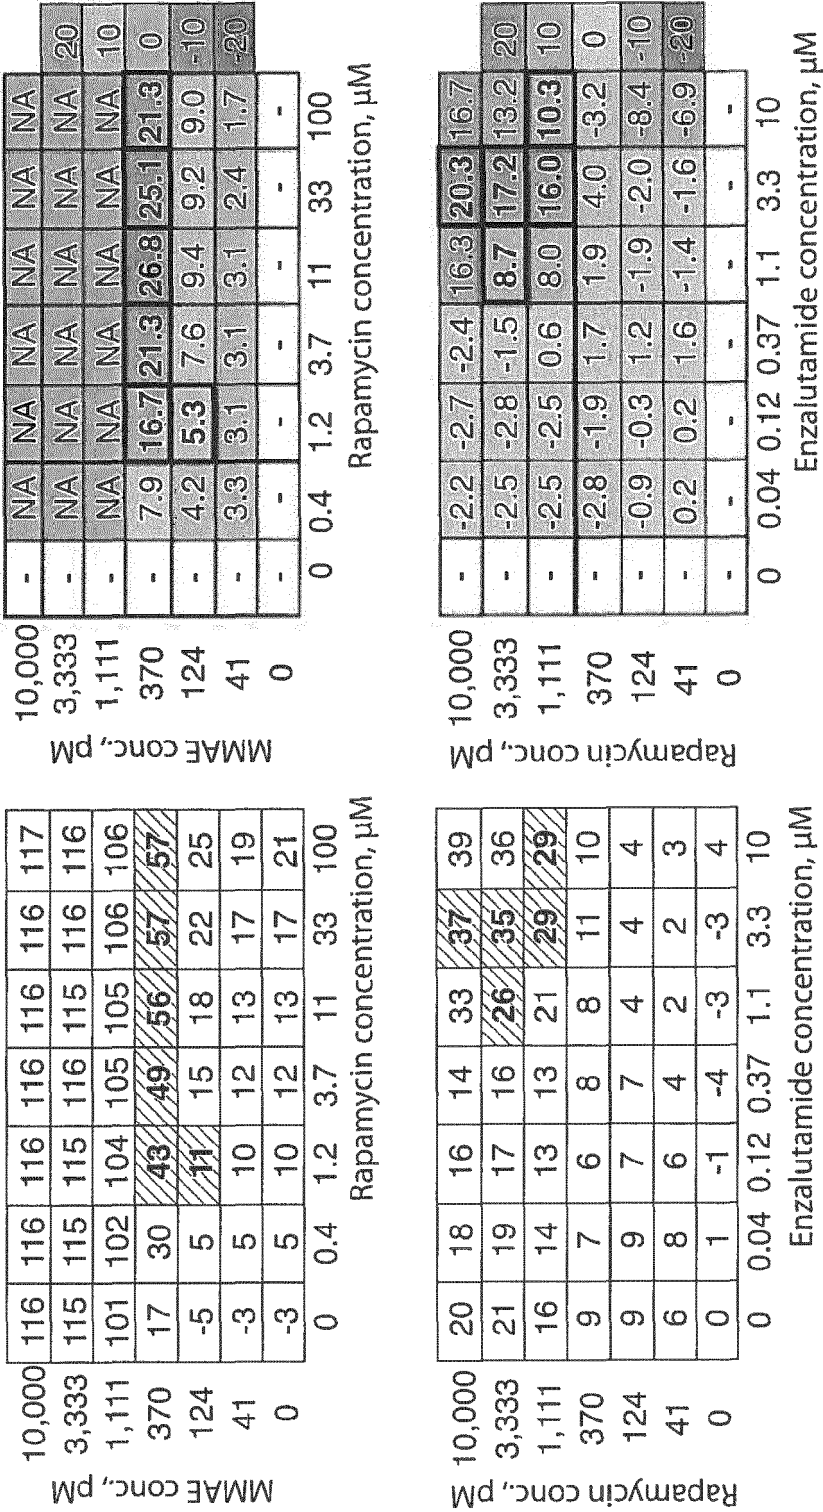 MMAE conc., pM
10,000 116 116 116 116 116 116 117
3,333 115 115 115 116 115 116 116
1,111 101 102 104 105 105 106 106
370 17 30 43 49 56 57 57
124 -5 5 11 15 18 22 25
41 -3 5 10 12 13 17 19
0 -3 5 10 12 13 17 21
0 0.4 1.2 3.7 11 33 100
Rapamycin concentration, µM
MMAE conc., pM
10,000 - NA NA NA NA NA NA
3,333 - NA NA NA NA NA NA 20
1,111 - NA NA NA NA NA NA 10
370 - 7.9 16.7 21.3 26.8 25.1 21.3 0
124 - 4.2 5.3 7.6 9.4 9.2 9.0 -10
41 - 3.3 3.1 3.1 3.1 2.4 1.7 -20
0 - - - - - - -
0 0.4 1.2 3.7 11 33 100
Rapamycin concentration, µM
Rapamycin conc., pM
10,000 20 18 16 14 33 37 39
3,333 21 19 17 16 26 35 36
1,111 16 14 13 13 21 29 29
370 9 7 6 8 8 11 10
124 9 9 7 7 4 4 4
41 6 8 6 4 2 2 3
0 0 1 -1 -4 -3 -3 4
0 0.04 0.12 0.37 1.1 3.3 10
Enzalutamide concentration, µM
Rapamycin conc., pM
10,000 - -2.2 -2.7 -2.4 16.3 20.3 16.7
3,333 - -2.5 -2.8 -1.5 8.7 17.2 13.2 20
1,111 - -2.5 -2.5 0.6 8.0 16.0 10.3 10
370 - -2.8 -1.9 1.7 1.9 4.0 -3.2 0
124 - -0.9 -0.3 1.2 -1.9 -2.0 -8.4 -10
41 - 0.2 0.2 1.6 -1.4 -1.6 -6.9 -20
0 - - - - - - -
0 0.04 0.12 0.37 1.1 3.3 10
Enzalutamide concentration, µM